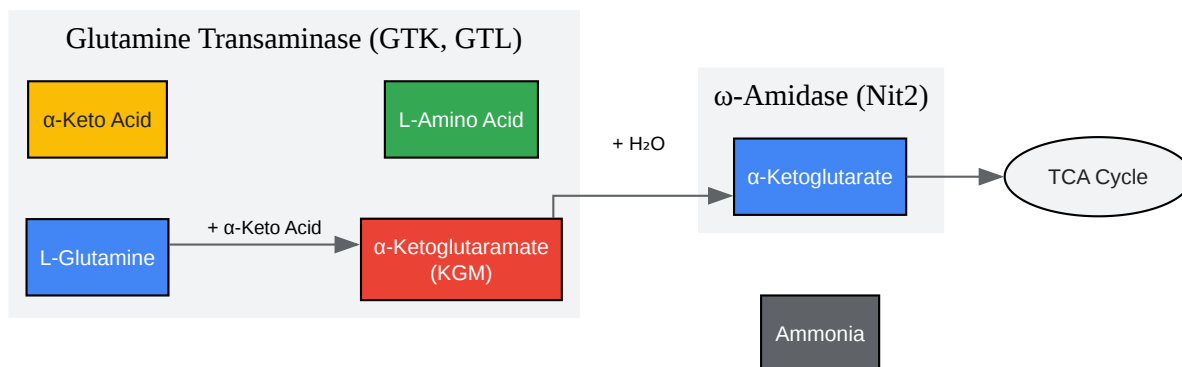 Glutamine Transaminase (GTK, GTL)
α-Keto Acid
L-Amino Acid
L-Glutamine
+ α-Keto Acid
α-Ketoglutaramate
(KGM)
+ H₂O
ω-Amidase (Nit2)
α-Ketoglutarate
TCA Cycle
Ammonia